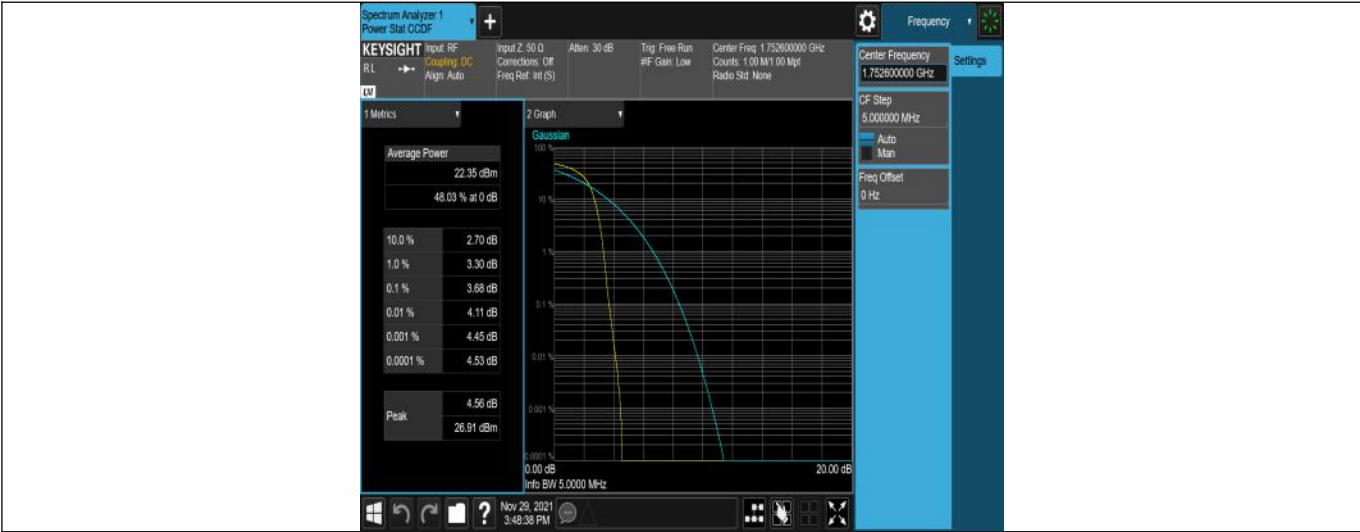 Spectrum Analyzer 1
Power Stat CCDF
+
Frequency
KEYSIGHT
RL
LXI
Input: RF
Coupling: DC
Align: Auto
Input Z: 50 Ω
Corrections: Off
Freq Ref: Int (S)
Atten: 30 dB
Trig: Free Run
#IF Gain: Low
Center Freq: 1.752600000 GHz
Counts: 1.00 M/1.00 Mpt
Radio Std: None
Center Frequency
1.752600000 GHz
Settings
CF Step
5.000000 MHz
Auto
Man
Freq Offset
0 Hz
1 Metrics
Average Power
22.35 dBm
48.03 % at 0 dB
10.0 % 2.70 dB
1.0 % 3.30 dB
0.1 % 3.68 dB
0.01 % 4.11 dB
0.001 % 4.45 dB
0.0001 % 4.53 dB
Peak
4.56 dB
26.91 dBm
2 Graph
Gaussian
100 %
10 %
1 %
0.1 %
0.01 %
0.001 %
0.0001 %
0.00 dB 20.00 dB
Info BW 5.0000 MHz
?
Nov 29, 2021
3:48:38 PM